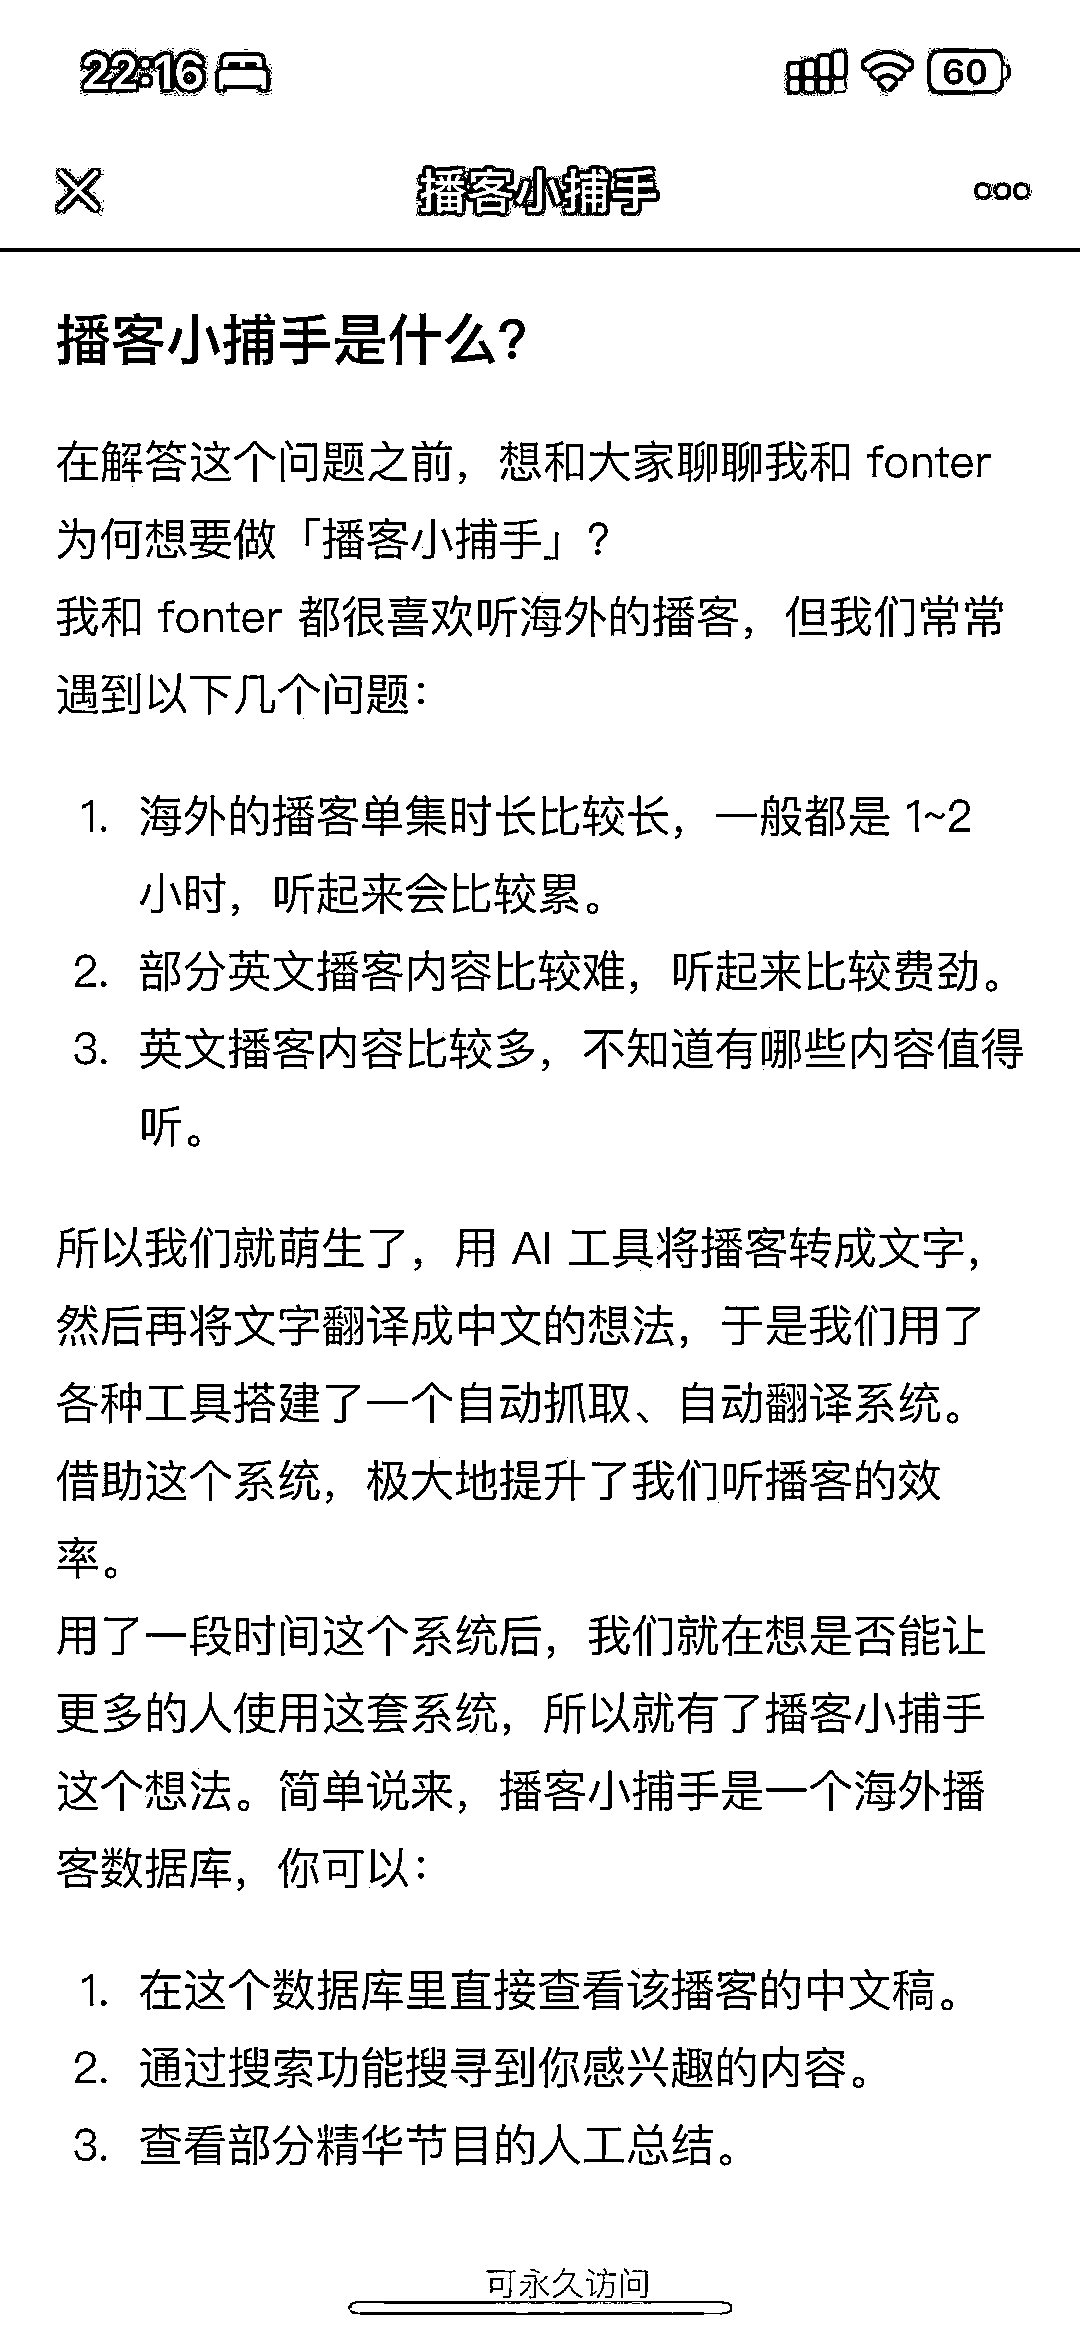 22:16
60
播客小捕手
播客小捕手是什么？
在解答这个问题之前，想和大家聊聊我和 fonter
为何想要做「播客小捕手」？
我和 fonter 都很喜欢听海外的播客，但我们常常
遇到以下几个问题：
1. 海外的播客单集时长比较长，一般都是 1~2
小时，听起来会比较累。
2. 部分英文播客内容比较难，听起来比较费劲。
3. 英文播客内容比较多，不知道有哪些内容值得
听。
所以我们就萌生了，用 AI 工具将播客转成文字，
然后再将文字翻译成中文的想法，于是我们用了
各种工具搭建了一个自动抓取、自动翻译系统。
借助这个系统，极大地提升了我们听播客的效
率。
用了一段时间这个系统后，我们就在想是否能让
更多的人使用这套系统，所以就有了播客小捕手
这个想法。简单说来，播客小捕手是一个海外播
客数据库，你可以：
1. 在这个数据库里直接查看该播客的中文稿。
2. 通过搜索功能搜寻到你感兴趣的内容。
3. 查看部分精华节目的人工总结。
可永久访问